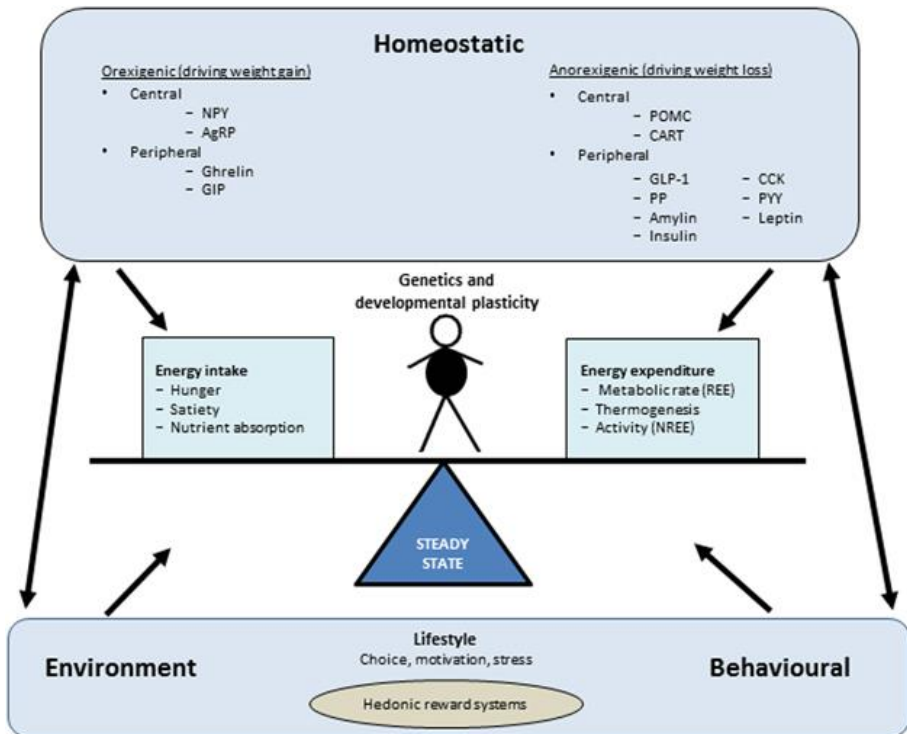 Homeostatic
Orexigenic (driving weight gain)
• Central
– NPY
– AgRP
• Peripheral
– Ghrelin
– GIP
Anorexigenic (driving weight loss)
• Central
– POMC
– CART
• Peripheral
– GLP-1
– PP
– Amylin
– Insulin
– CCK
– PYY
– Leptin
Genetics and
developmental plasticity
Energy intake
– Hunger
– Satiety
– Nutrient absorption
Energy expenditure
– Metabolic rate (REE)
– Thermogenesis
– Activity (NREE)
STEADY
STATE
Environment
Lifestyle
Choice, motivation, stress
Hedonic reward systems
Behavioural